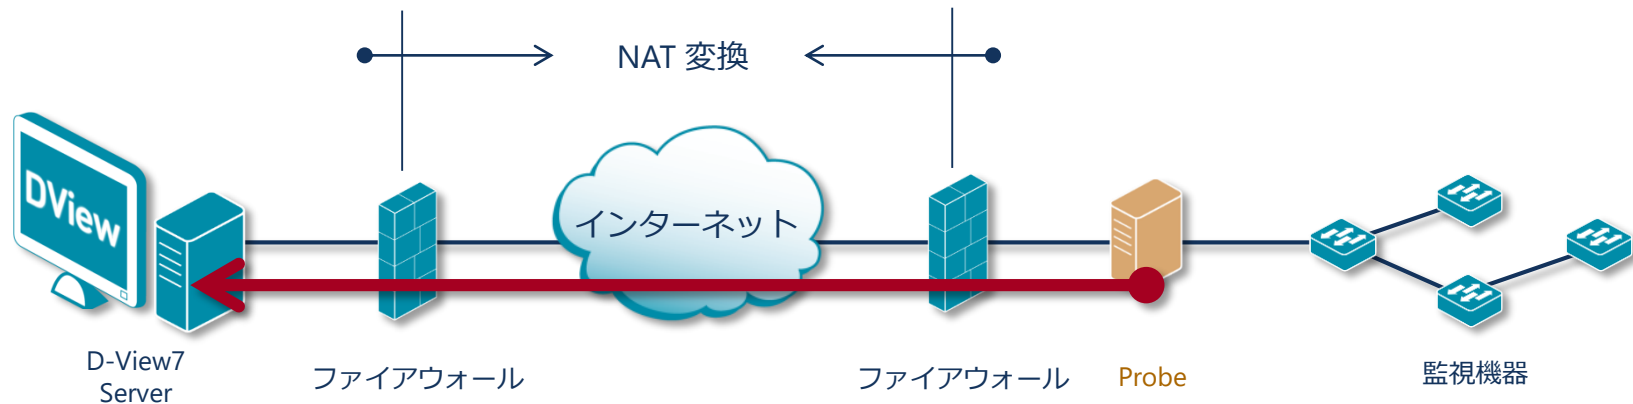 NAT 変換
DView
インターネット
D-View7
Server
ファイアウォール
ファイアウォール
Probe
監視機器